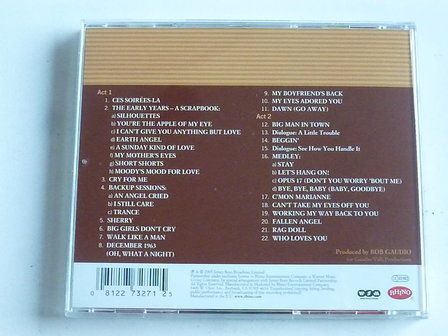 Act 1
1. CES SOIRÉES-LA
2. THE EARLY YEARS – A SCRAPBOOK:
a) SILHOUETTES
b) YOU'RE THE APPLE OF MY EYE
c) I CAN'T GIVE YOU ANYTHING BUT LOVE
d) EARTH ANGEL
e) A SUNDAY KIND OF LOVE
f) MY MOTHER'S EYES
g) SHORT SHORTS
h) MOODY'S MOOD FOR LOVE
3. CRY FOR ME
4. BACKUP SESSIONS:
a) AN ANGEL CRIED
b) I STILL CARE
c) TRANCE
5. SHERRY
6. BIG GIRLS DON'T CRY
7. WALK LIKE A MAN
8. DECEMBER 1963
(OH, WHAT A NIGHT)
9. MY BOYFRIEND'S BACK
10. MY EYES ADORED YOU
11. DAWN (GO AWAY)
Act 2
12. BIG MAN IN TOWN
13. Dialogue: A Little Trouble
14. BEGGIN'
15. Dialogue: See How You Handle It
16. MEDLEY:
a) STAY
b) LET'S HANG ON!
c) OPUS 17 (DON'T YOU WORRY 'BOUT ME)
d) BYE, BYE, BABY (BABY, GOODBYE)
17. C'MON MARIANNE
18. CAN'T TAKE MY EYES OFF YOU
19. WORKING MY WAY BACK TO YOU
20. FALLEN ANGEL
21. RAG DOLL
22. WHO LOVES YOU
Produced by BOB GAUDIO
for Gaudio/Valli Productions
0 81227 32712 5
RHINO